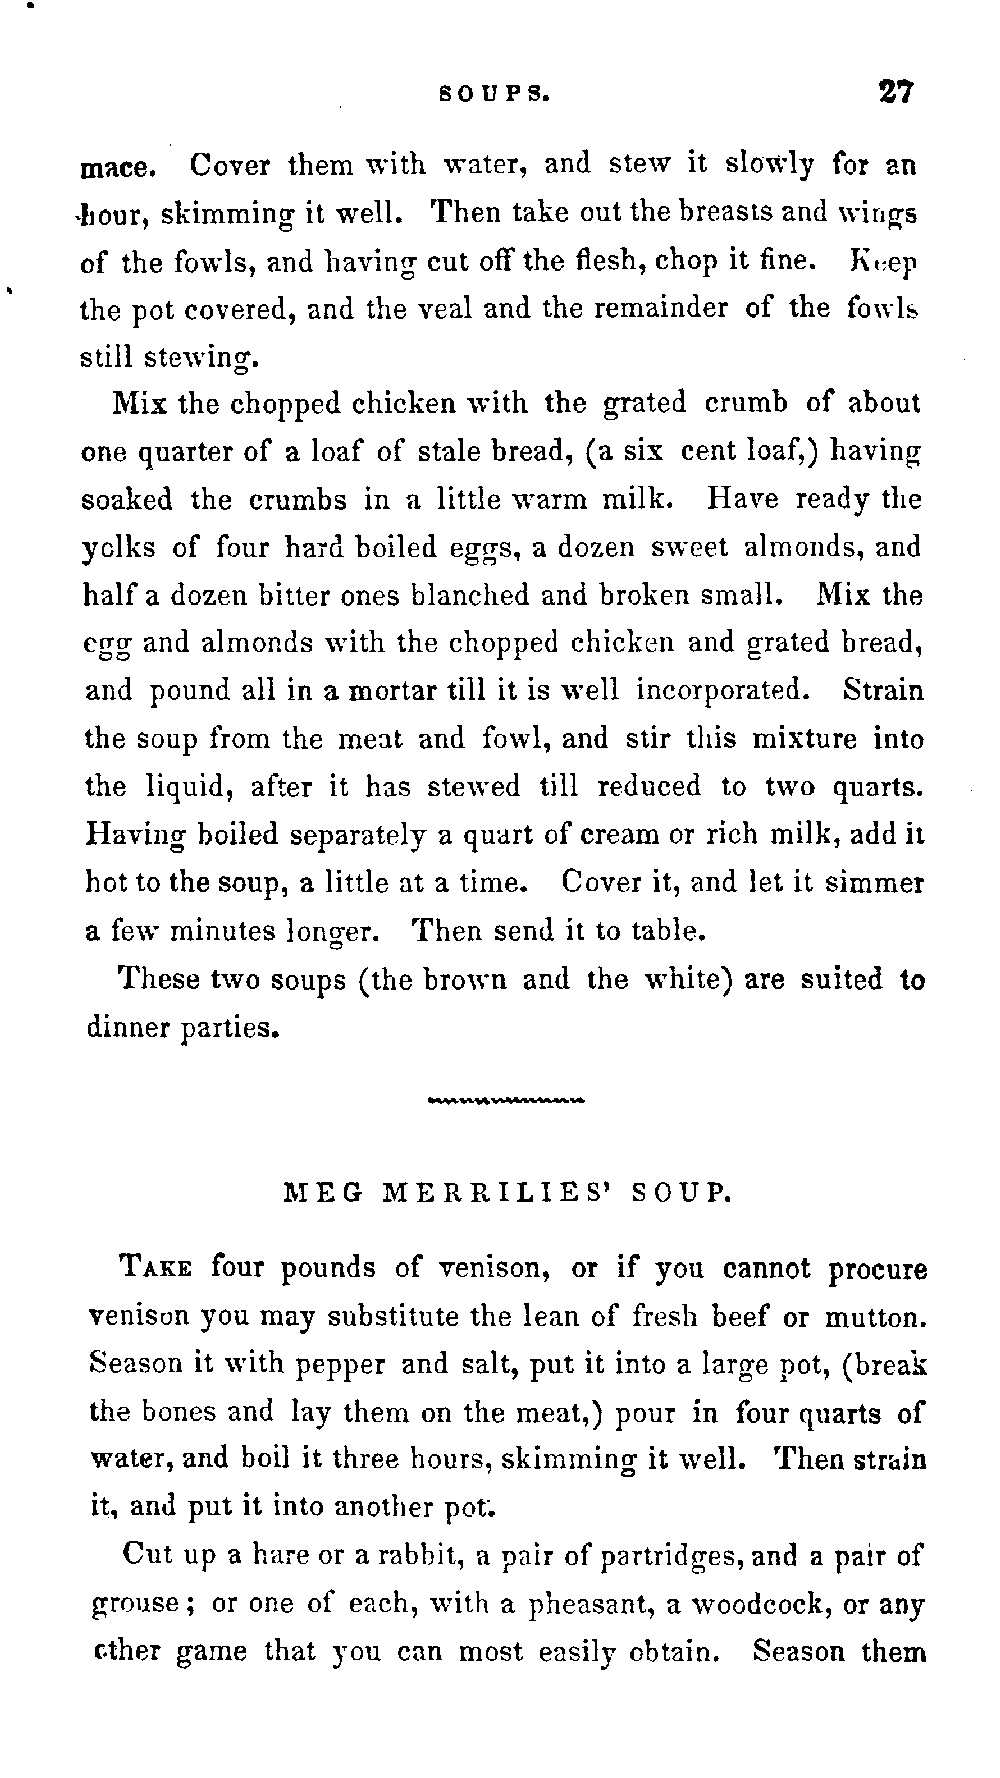 SOUPS. 27
mace. Cover them with water, and stew it slowly for an
hour, skimming it well. Then take out the breasts and wings
of the fowls, and having cut off the flesh, chop it fine. Keep
the pot covered, and the veal and the remainder of the fowls
still stewing.
Mix the chopped chicken with the grated crumb of about
one quarter of a loaf of stale bread, (a six cent loaf,) having
soaked the crumbs in a little warm milk. Have ready the
yolks of four hard boiled eggs, a dozen sweet almonds, and
half a dozen bitter ones blanched and broken small. Mix the
egg and almonds with the chopped chicken and grated bread,
and pound all in a mortar till it is well incorporated. Strain
the soup from the meat and fowl, and stir this mixture into
the liquid, after it has stewed till reduced to two quarts.
Having boiled separately a quart of cream or rich milk, add it
hot to the soup, a little at a time. Cover it, and let it simmer
a few minutes longer. Then send it to table.
These two soups (the brown and the white) are suited to
dinner parties.
MEG MERRILIES' SOUP.
TAKE four pounds of venison, or if you cannot procure
venison you may substitute the lean of fresh beef or mutton.
Season it with pepper and salt, put it into a large pot, (break
the bones and lay them on the meat,) pour in four quarts of
water, and boil it three hours, skimming it well. Then strain
it, and put it into another pot.
Cut up a hare or a rabbit, a pair of partridges, and a pair of
grouse; or one of each, with a pheasant, a woodcock, or any
other game that you can most easily obtain. Season them